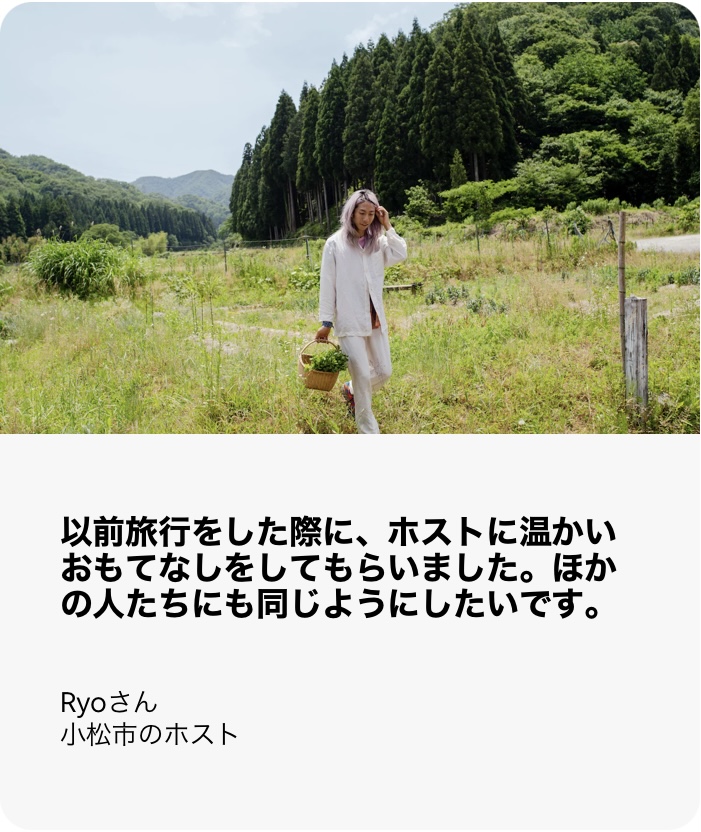 以前旅行をした際に、ホストに温かい
おもてなしをしてもらいました。ほか
の人たちにも同じようにしたいです。
Ryoさん
小松市のホスト